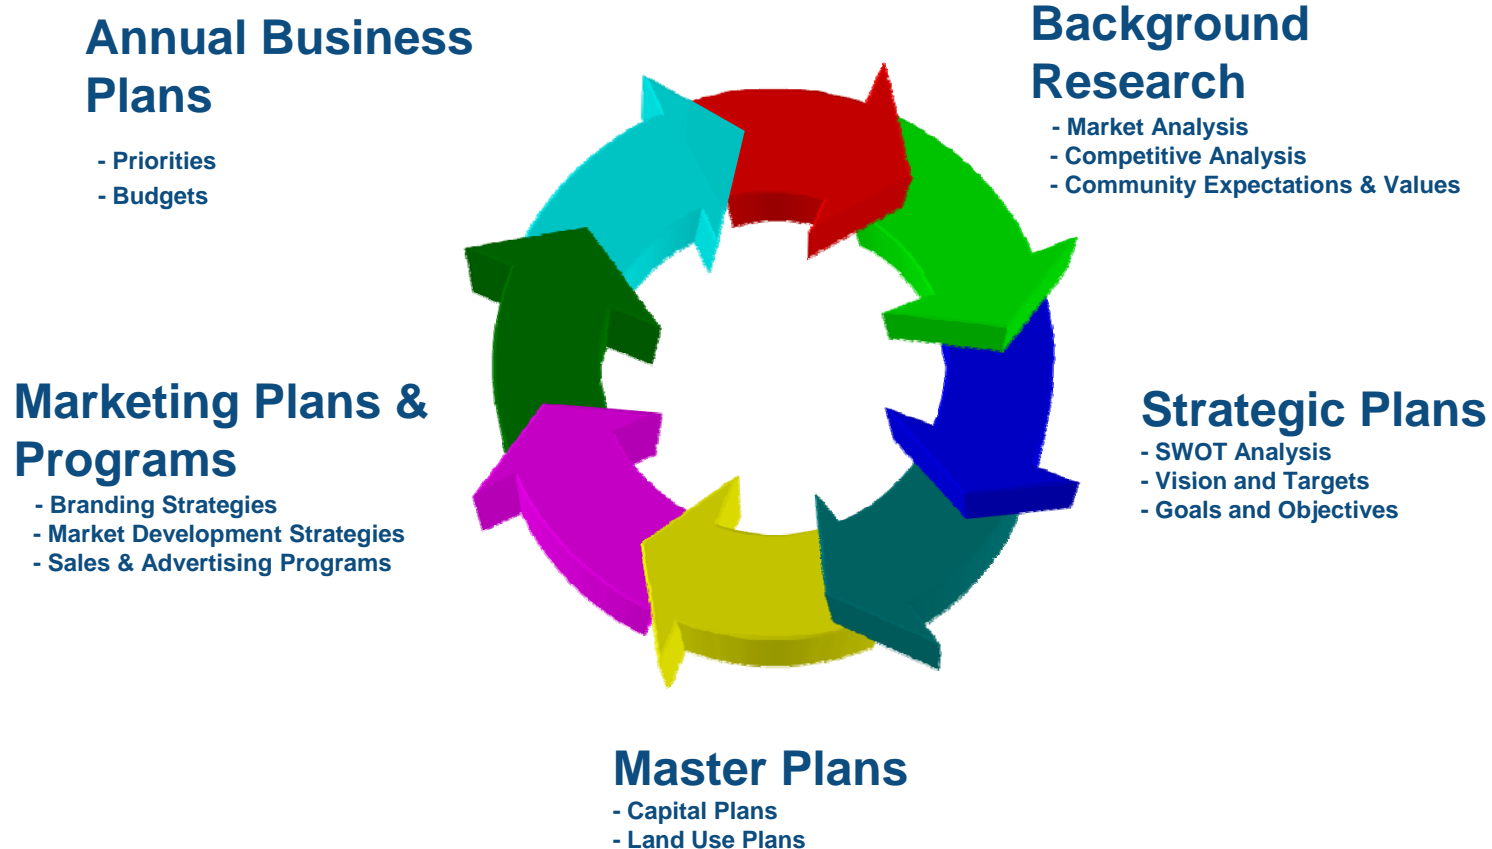 Annual Business
Plans
- Priorities
- Budgets
Background
Research
- Market Analysis
- Competitive Analysis
- Community Expectations & Values
Marketing Plans &
Programs
- Branding Strategies
- Market Development Strategies
- Sales & Advertising Programs
Strategic Plans
- SWOT Analysis
- Vision and Targets
- Goals and Objectives
Master Plans
- Capital Plans
- Land Use Plans